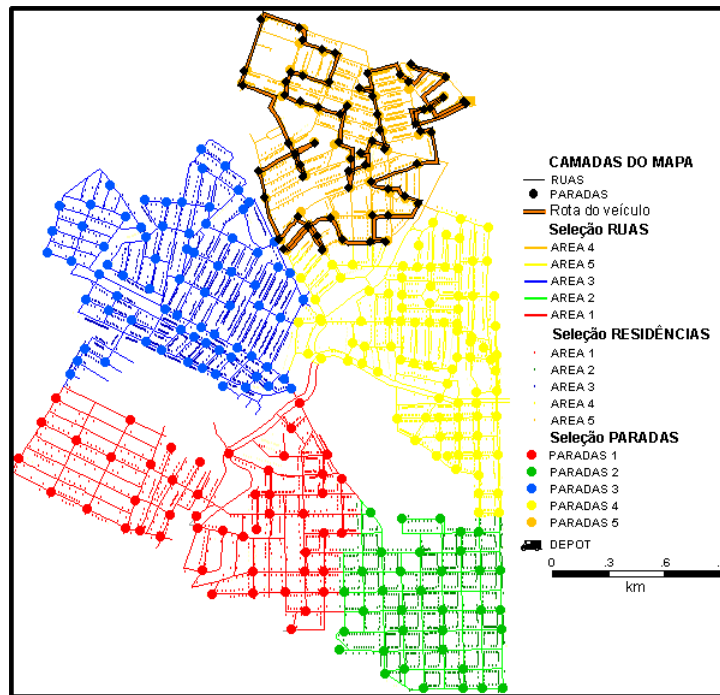 CAMADAS DO MAPA
RUAS
PARADAS
Rota do veículo
Seleção RUAS
AREA 4
AREA 5
AREA 3
AREA 2
AREA 1
Seleção RESIDÊNCIAS
AREA 1
AREA 2
AREA 3
AREA 4
AREA 5
Seleção PARADAS
PARADAS 1
PARADAS 2
PARADAS 3
PARADAS 4
PARADAS 5
DEPOT
0 .3 .6
km